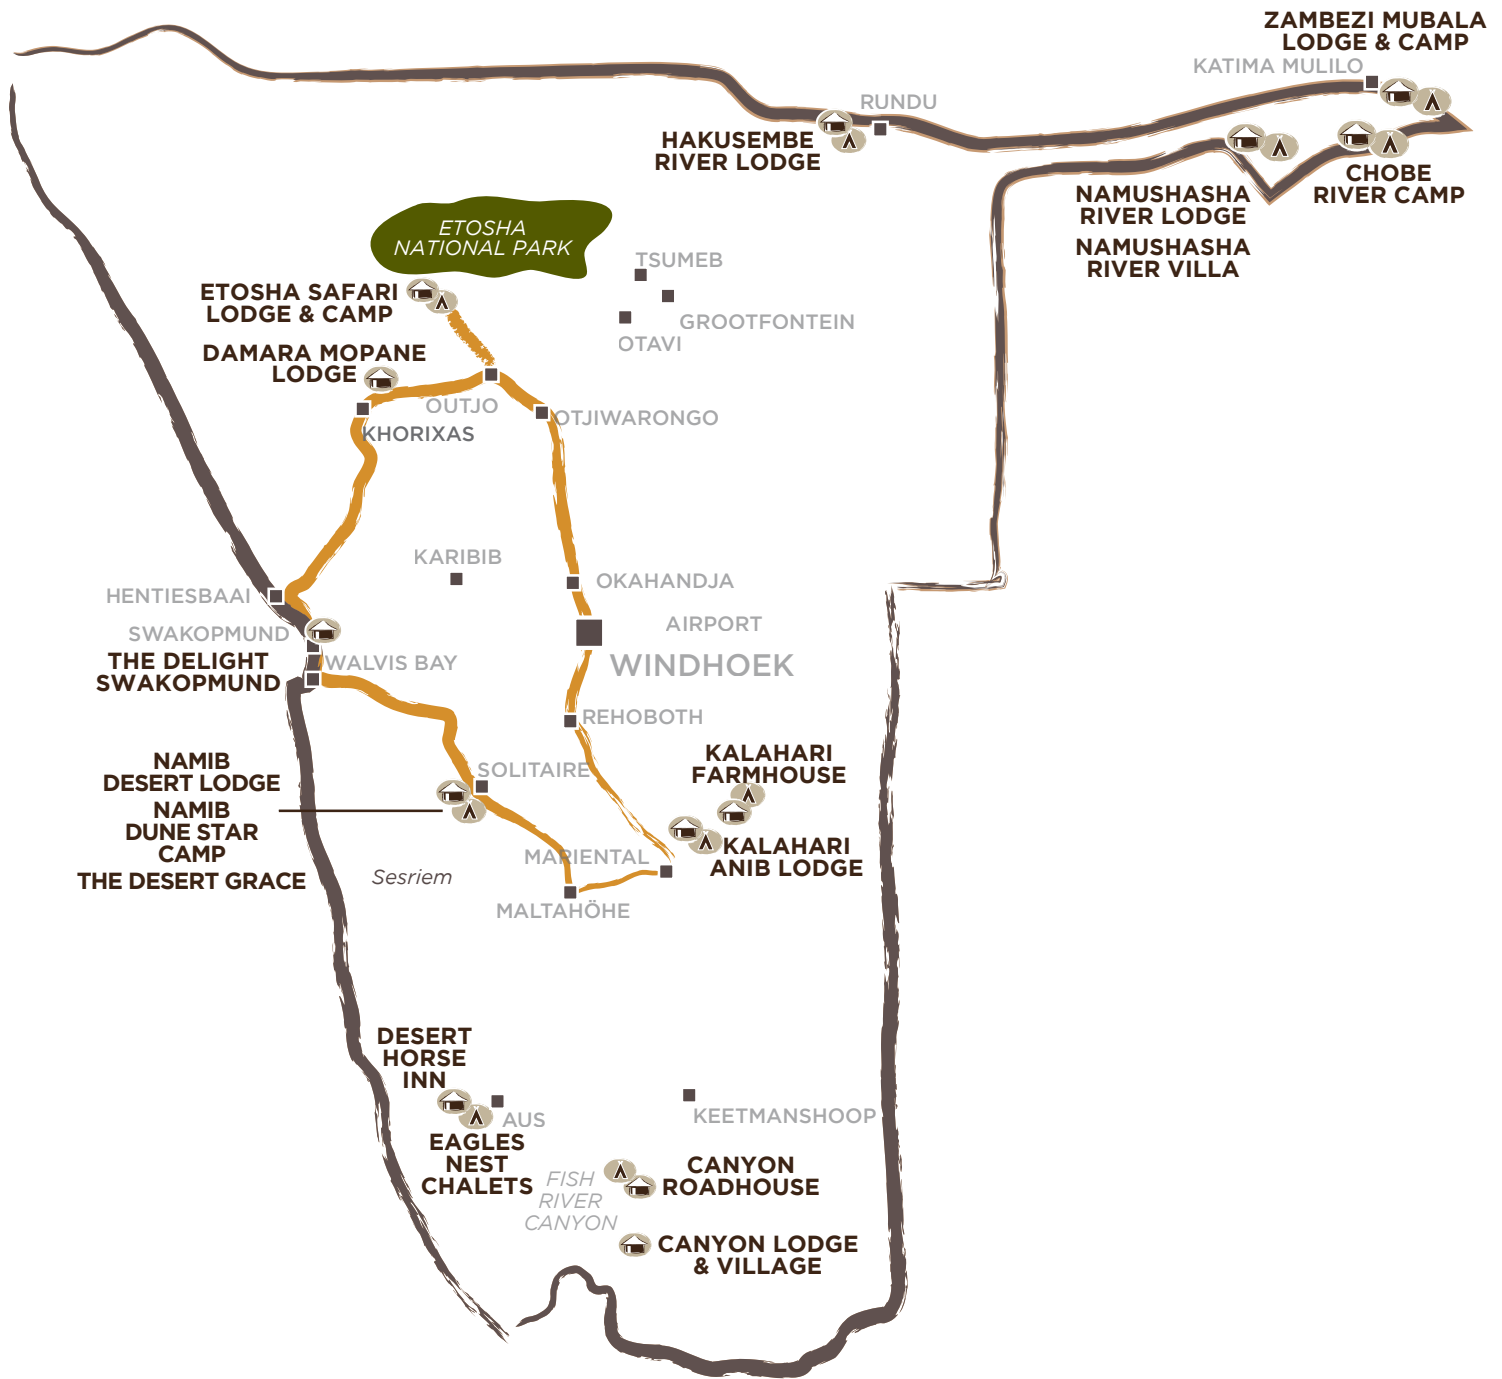 ZAMBEZI MUBALA
LODGE & CAMP
KATIMA MULILO
RUNDU
HAKUSEMBE
RIVER LODGE
CHOBE
RIVER CAMP
NAMUSHASHA
RIVER LODGE
NAMUSHASHA
RIVER VILLA
ETOSHA
NATIONAL PARK
TSUMEB
GROOTFONTEIN
OTAVI
ETOSHA SAFARI
LODGE & CAMP
DAMARA MOPANE
LODGE
OUTJO
OTJIWARONGO
KHORIXAS
KARIBIB
OKAHANDJA
HENTIESBAAI
AIRPORT
SWAKOPMUND
WINDHOEK
THE DELIGHT
SWAKOPMUND
WALVIS BAY
REHOBOTH
NAMIB
DESERT LODGE
NAMIB
DUNE STAR
CAMP
THE DESERT GRACE
SOLITAIRE
KALAHARI
FARMHOUSE
KALAHARI
ANIB LODGE
MARIENTAL
Sesriem
MALTAHÖHE
DESERT
HORSE
INN
AUS
KEETMANSHOOP
EAGLES
NEST
CHALETS
FISH
RIVER
CANYON
CANYON
ROADHOUSE
CANYON LODGE
& VILLAGE